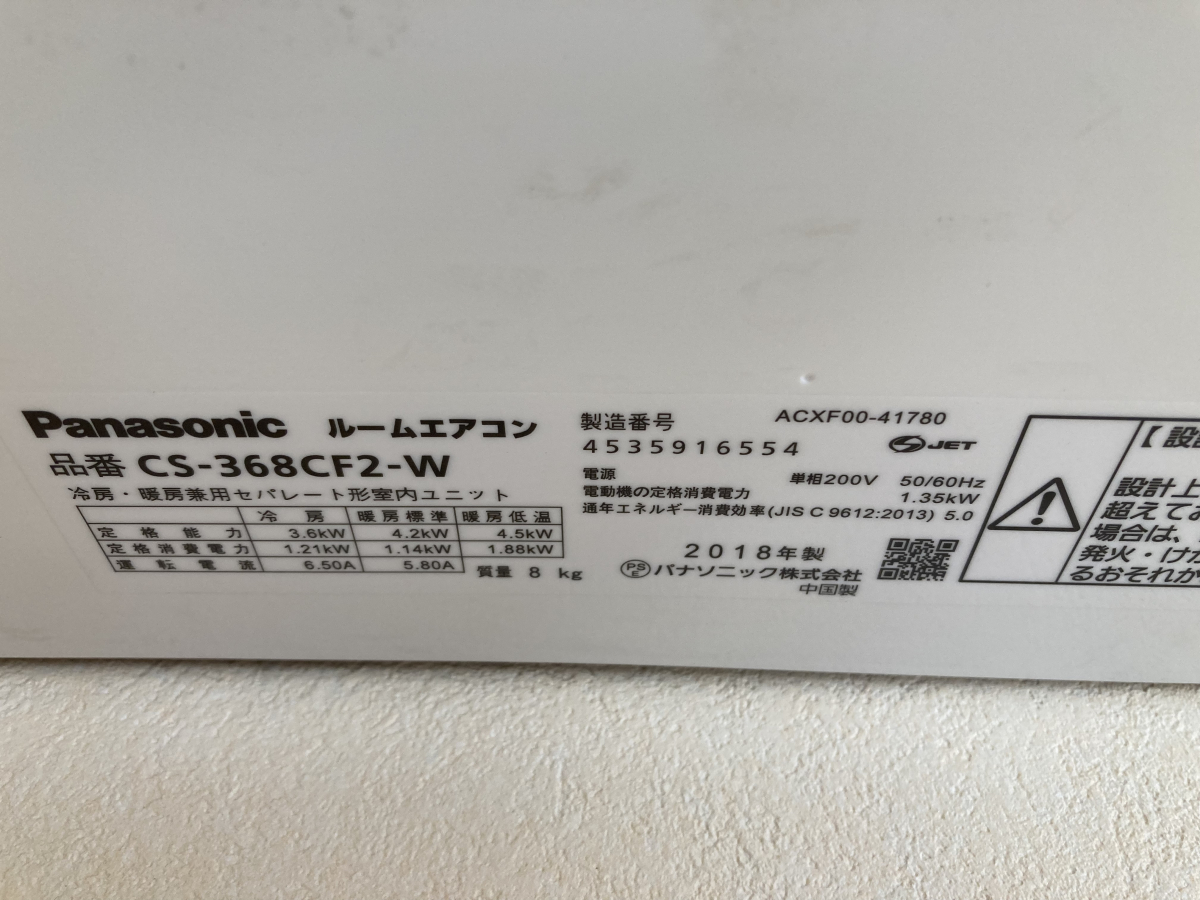 Panasonic ルームエアコン
品番 CS-368CF2-W
冷房・暖房兼用セパレート形室内ユニット
冷房 暖房標準 暖房低温
定格能力 3.6kW 4.2kW 4.5kW
定格消費電力 1.21kW 1.14kW 1.88kW
運転電流 6.50A 5.80A
質量 8 kg
製造番号 ACXF00-41780
4535916554
JET
電源 単相200V 50/60Hz
電動機の定格消費電力 1.35kW
通年エネルギー消費効率(JIS C 9612:2013) 5.0
2018年製
PSE パナソニック株式会社
中国製
【設
設計上
超えて
場合は、
発火・けが
るおそれが